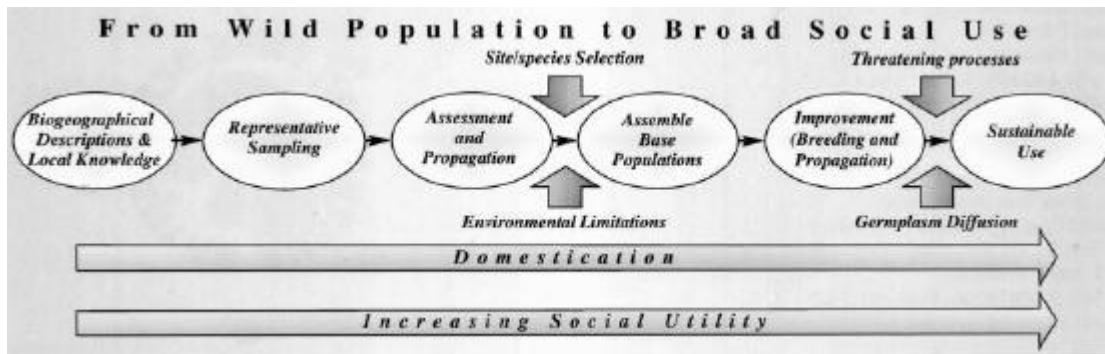 From Wild Population to Broad Social Use
Site/species Selection
Threatening processes
Biogeographical
Descriptions &
Local Knowledge
Representative
Sampling
Assessment
and
Propagation
Assemble
Base
Populations
Improvement
(Breeding and
Propagation)
Sustainable
Use
Environmental Limitations
Germplasm Diffusion
Domestication
Increasing Social Utility